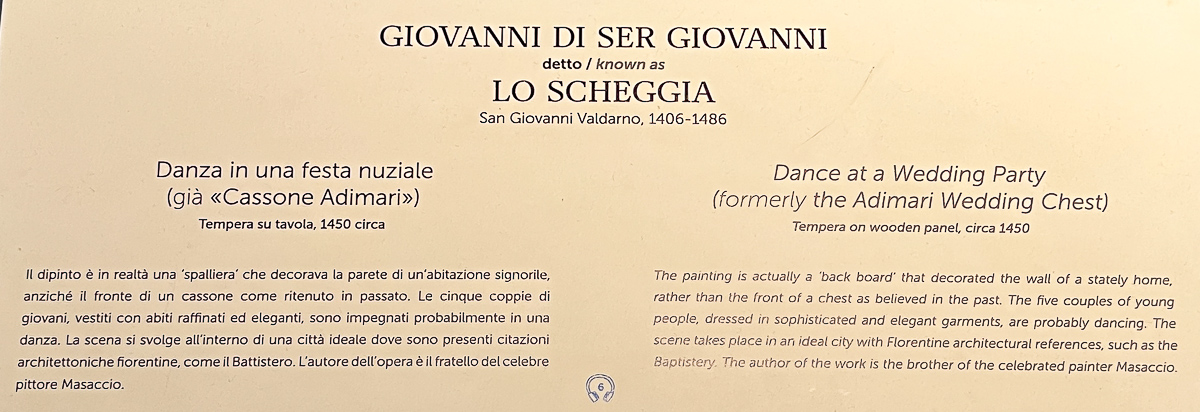 GIOVANNI DI SER GIOVANNI
detto / known as
LO SCHEGGIA
San Giovanni Valdarno, 1406-1486
Danza in una festa nuziale
(già «Cassone Adimari»)
Tempera su tavola, 1450 circa
Il dipinto è in realtà una 'spalliera' che decorava la parete di un'abitazione signorile,
anziché il fronte di un cassone come ritenuto in passato. Le cinque coppie di
giovani, vestiti con abiti raffinati ed eleganti, sono impegnati probabilmente in una
danza. La scena si svolge all'interno di una città ideale dove sono presenti citazioni
architettoniche fiorentine, come il Battistero. L'autore dell'opera è il fratello del celebre
pittore Masaccio.
Dance at a Wedding Party
(formerly the Adimari Wedding Chest)
Tempera on wooden panel, circa 1450
The painting is actually a 'back board' that decorated the wall of a stately home,
rather than the front of a chest as believed in the past. The five couples of young
people, dressed in sophisticated and elegant garments, are probably dancing. The
scene takes place in an ideal city with Florentine architectural references, such as the
Baptistery. The author of the work is the brother of the celebrated painter Masaccio.
6